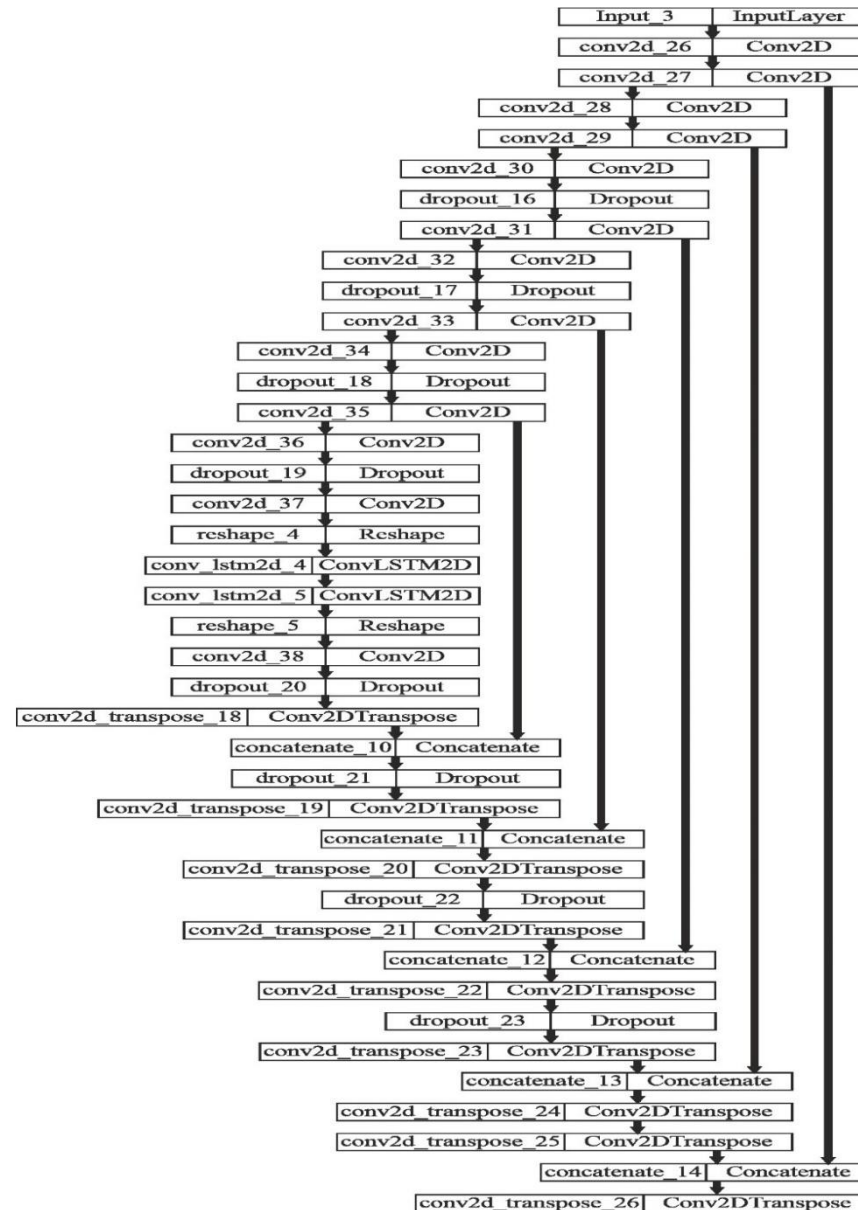 Input_3 InputLayer
conv2d_26 Conv2D
conv2d_27 Conv2D
conv2d_28 Conv2D
conv2d_29 Conv2D
conv2d_30 Conv2D
dropout_16 Dropout
conv2d_31 Conv2D
conv2d_32 Conv2D
dropout_17 Dropout
conv2d_33 Conv2D
conv2d_34 Conv2D
dropout_18 Dropout
conv2d_35 Conv2D
conv2d_36 Conv2D
dropout_19 Dropout
conv2d_37 Conv2D
reshape_4 Reshape
conv_lstm2d_4 ConvLSTM2D
conv_lstm2d_5 ConvLSTM2D
reshape_5 Reshape
conv2d_38 Conv2D
dropout_20 Dropout
conv2d_transpose_18 Conv2DTranspose
concatenate_10 Concatenate
dropout_21 Dropout
conv2d_transpose_19 Conv2DTranspose
concatenate_11 Concatenate
conv2d_transpose_20 Conv2DTranspose
dropout_22 Dropout
conv2d_transpose_21 Conv2DTranspose
concatenate_12 Concatenate
conv2d_transpose_22 Conv2DTranspose
dropout_23 Dropout
conv2d_transpose_23 Conv2DTranspose
concatenate_13 Concatenate
conv2d_transpose_24 Conv2DTranspose
conv2d_transpose_25 Conv2DTranspose
concatenate_14 Concatenate
conv2d_transpose_26 Conv2DTranspose